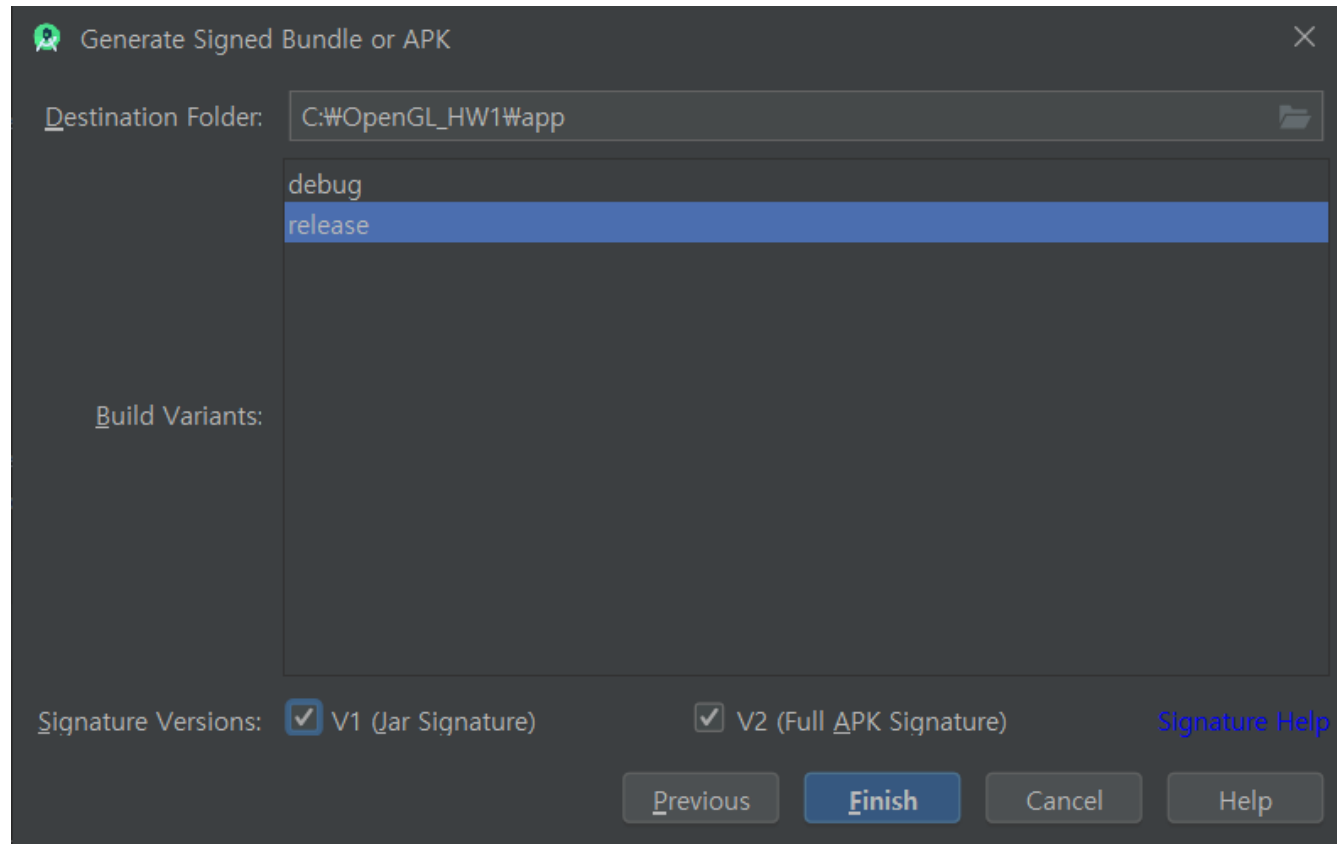 Generate Signed Bundle or APK
Destination Folder: C:₩OpenGL_HW1₩app
debug
release
Build Variants:
Signature Versions: V1 (Jar Signature) V2 (Full APK Signature) Signature Help
Previous Finish Cancel Help